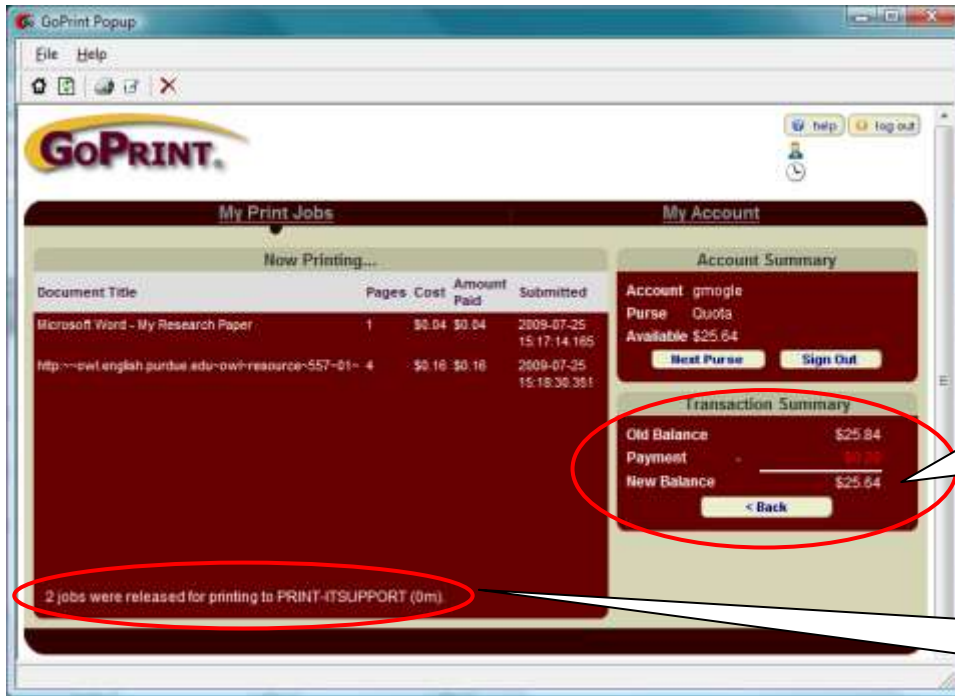 GoPrint Popup
File Help
help log out
GOPRINT®
My Print Jobs My Account
Now Printing...
Document Title Pages Cost Amount Paid Submitted
Microsoft Word - My Research Paper 1 $0.04 $0.04 2009-07-25
15:17:14.165
http:~~owl.english.purdue.edu~owl~resource~557~01~ 4 $0.16 $0.16 2009-07-25
15:18:30.351
2 jobs were released for printing to PRINT-ITSUPPORT (0m).
Account Summary
Account gmogle
Purse Quota
Available $25.64
Next Purse Sign Out
Transaction Summary
Old Balance $25.84
Payment - $0.20
New Balance $25.64
< Back